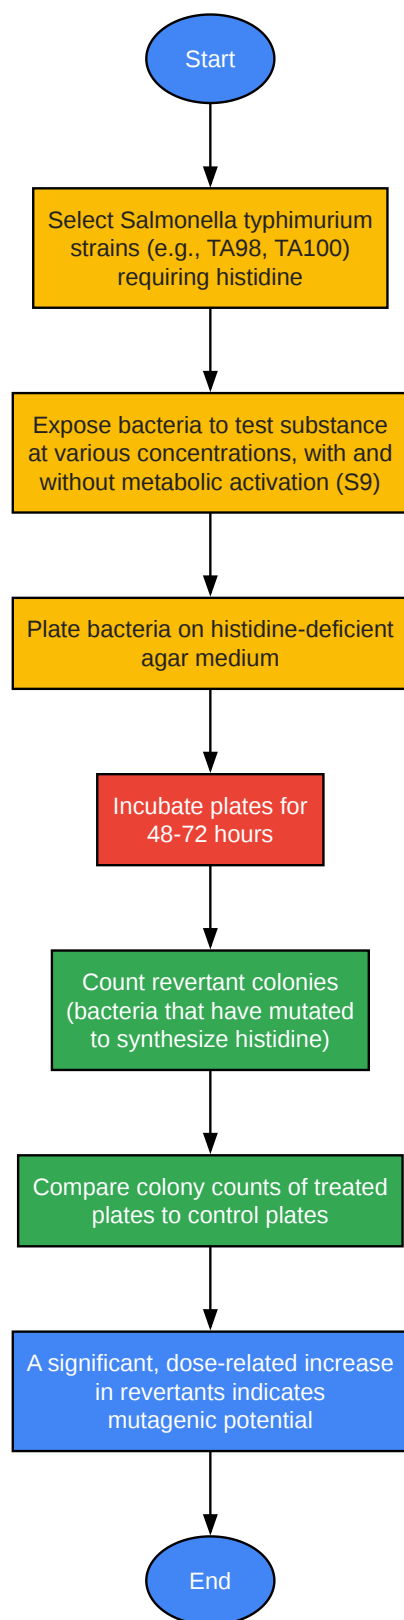 Start
Select Salmonella typhimurium
strains (e.g., TA98, TA100)
requiring histidine
Expose bacteria to test substance
at various concentrations, with and
without metabolic activation (S9)
Plate bacteria on histidine-deficient
agar medium
Incubate plates for
48-72 hours
Count revertant colonies
(bacteria that have mutated
to synthesize histidine)
Compare colony counts of treated
plates to control plates
A significant, dose-related increase
in revertants indicates
mutagenic potential
End